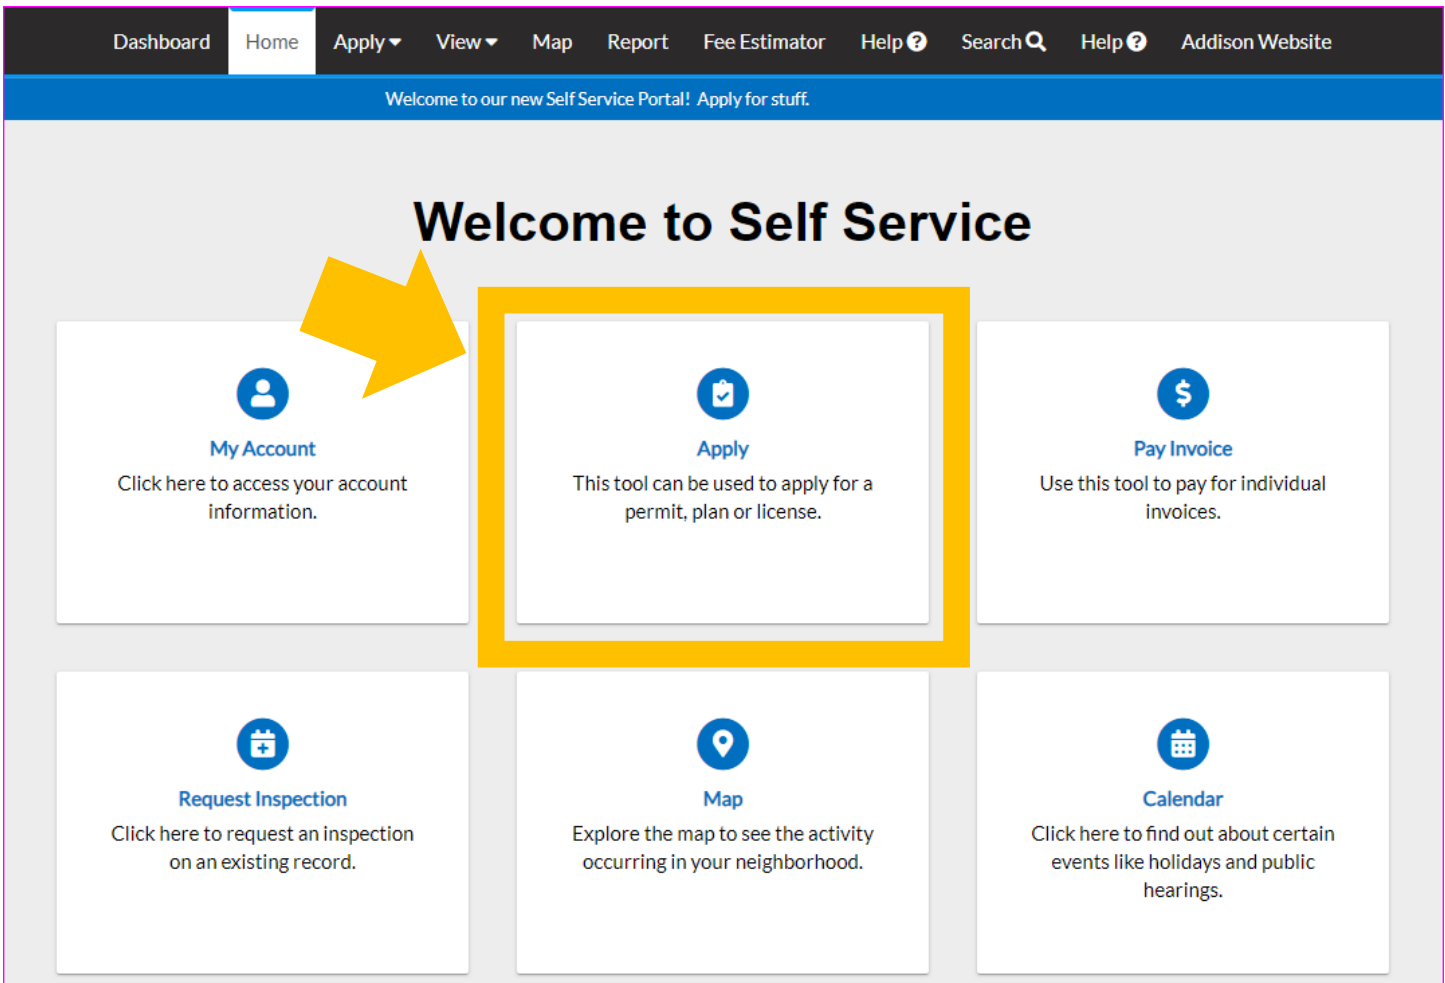 Dashboard Home Apply View Map Report Fee Estimator Help Search Help Addison Website
Welcome to our new Self Service Portal! Apply for stuff.
Welcome to Self Service
My Account
Click here to access your account
information.
Apply
This tool can be used to apply for a
permit, plan or license.
Pay Invoice
Use this tool to pay for individual
invoices.
Request Inspection
Click here to request an inspection
on an existing record.
Map
Explore the map to see the activity
occurring in your neighborhood.
Calendar
Click here to find out about certain
events like holidays and public
hearings.